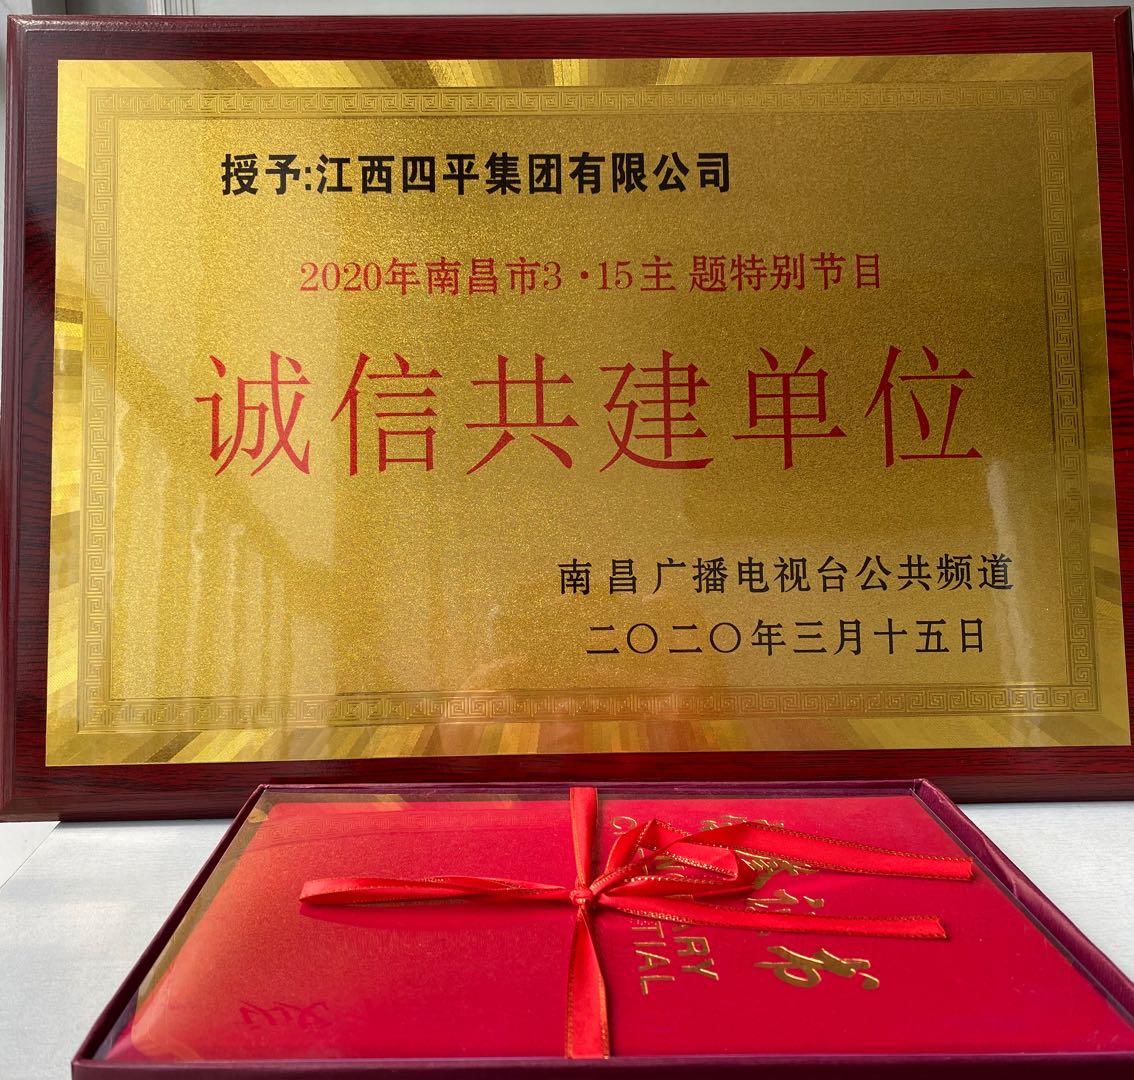 授予:江西四平集团有限公司
2020年南昌市3·15主 题特别节目
诚信共建单位
南昌广播电视台公共频道
二〇二〇年三月十五日